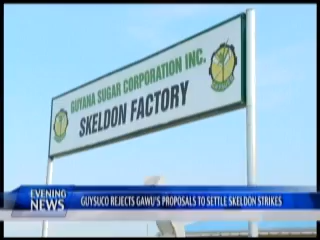 GUYANA SUGAR CORPORATION INC.
SKELDON FACTORY
EVENING
NEWS
GUYSUCO REJECTS GAWU'S PROPOSALS TO SETTLE SKELDON STRIKES